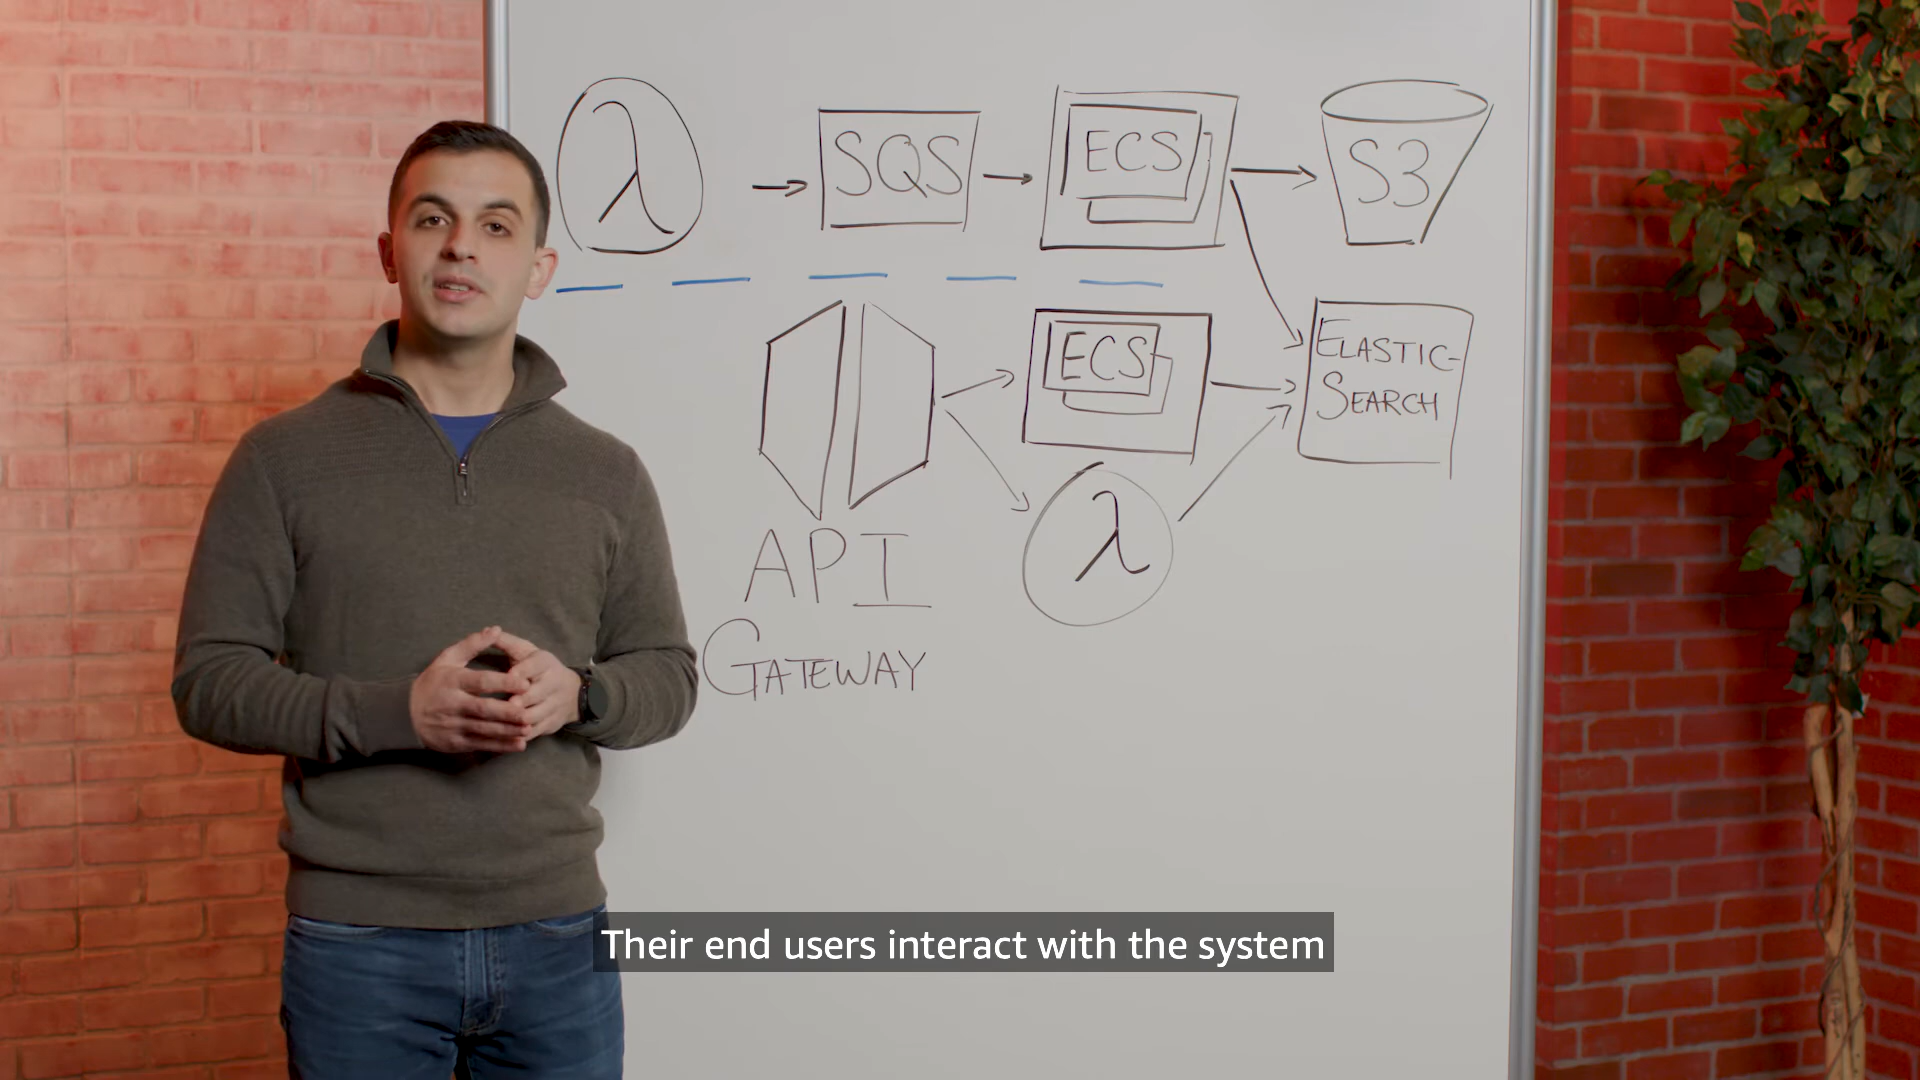 λ
SQS
ECS
S3
ECS
ELASTIC-
SEARCH
λ
API
GATEWAY
Their end users interact with the system